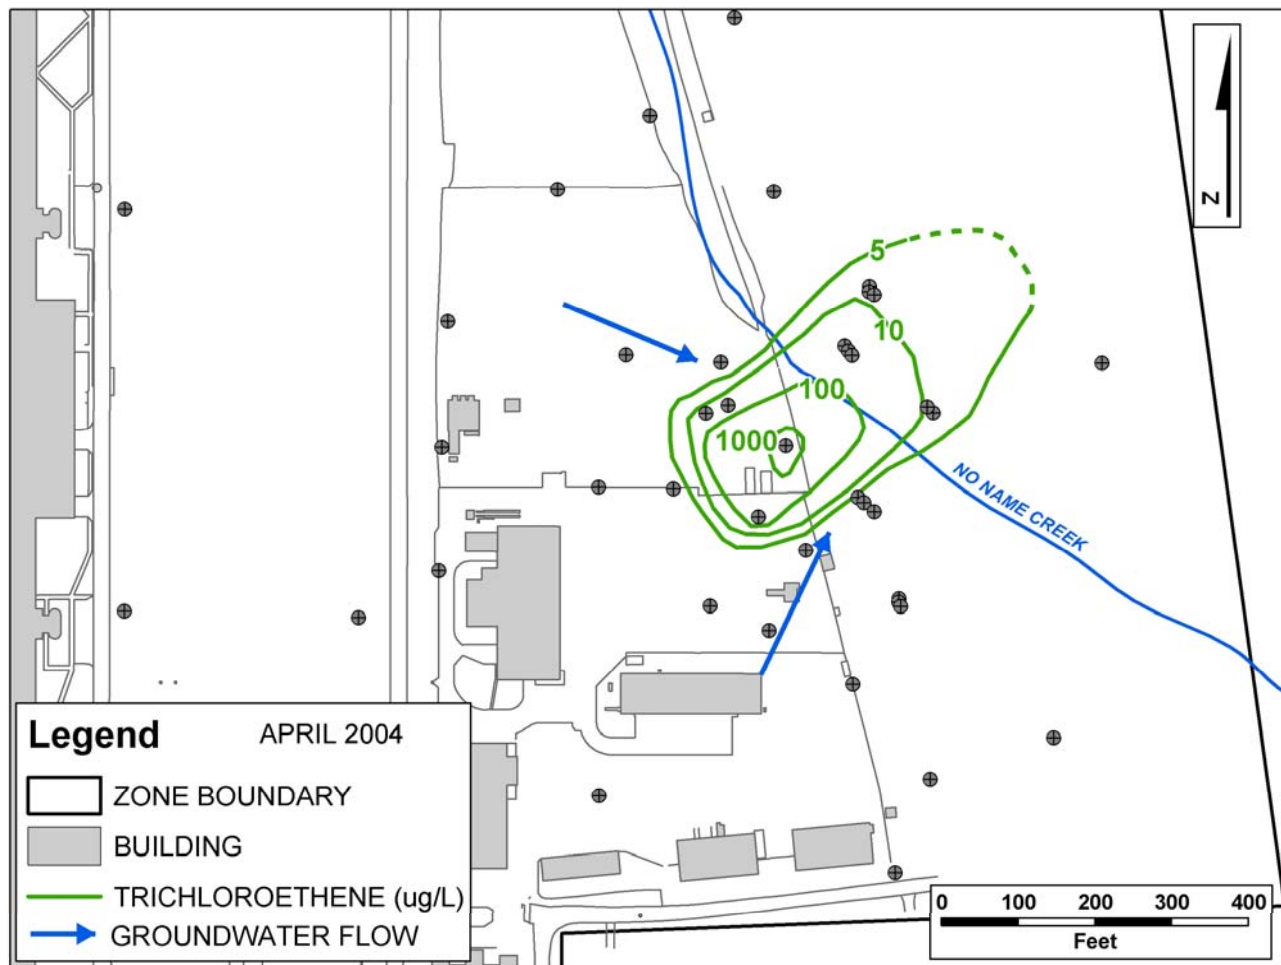 Z
5
10
100
1000
NO NAME CREEK
Legend APRIL 2004
ZONE BOUNDARY
BUILDING
TRICHLOROETHENE (ug/L)
GROUNDWATER FLOW
0 100 200 300 400
Feet